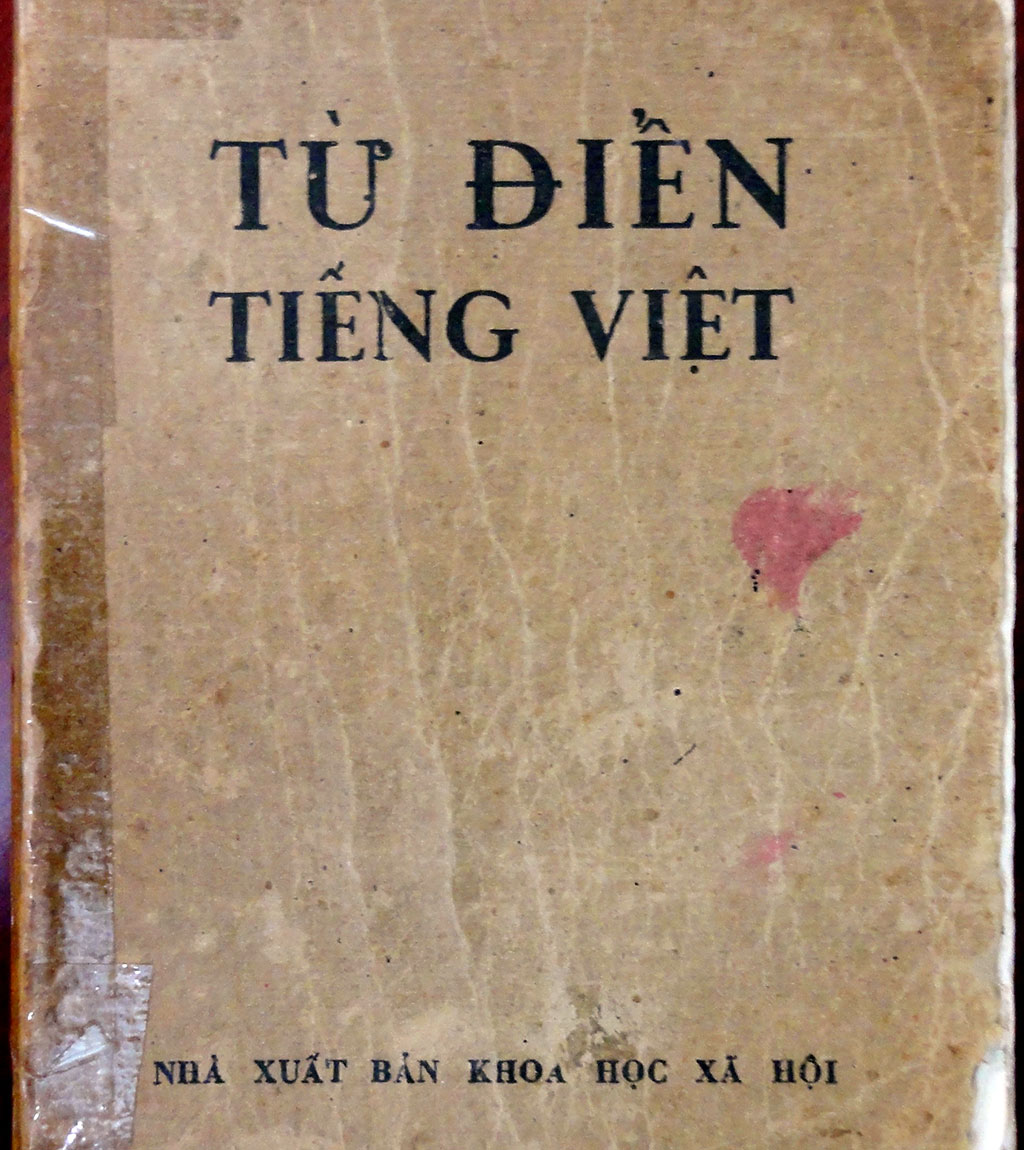 TỪ ĐIỂN
TIẾNG VIỆT
NHÀ XUẤT BẢN KHOA HỌC XÃ HỘI